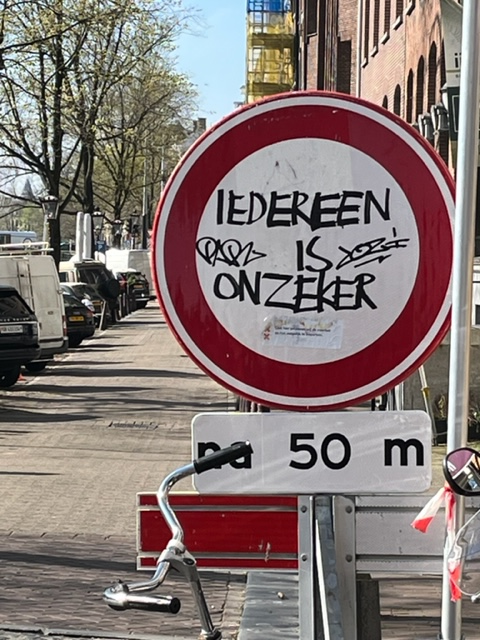 IEDEREEN
IS
ONZEKER
na 50 m